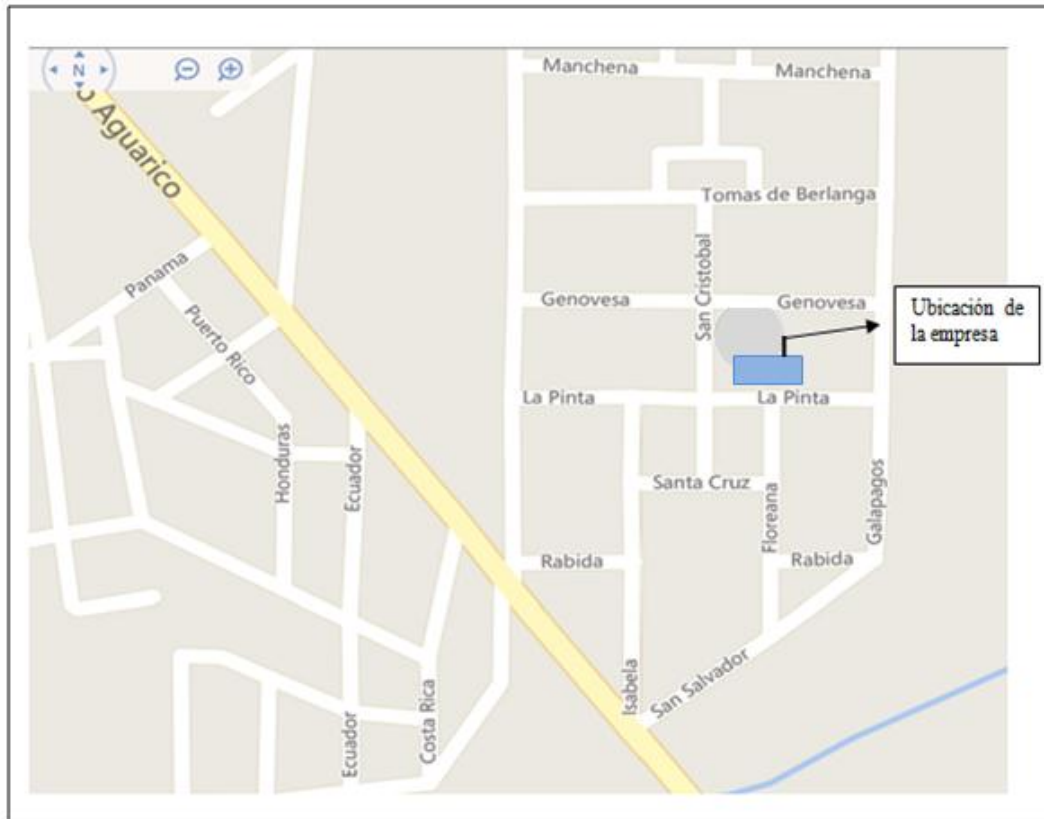 N
Manchena
Manchena
o Aguarico
Tomas de Berlanga
San Cristobal
Panama
Genovesa
Genovesa
Ubicación de
la empresa
Puerto Rico
La Pinta
La Pinta
Honduras
Ecuador
Santa Cruz
Floreana
Galapagos
Rabida
Rabida
Isabela
San Salvador
Ecuador
Costa Rica